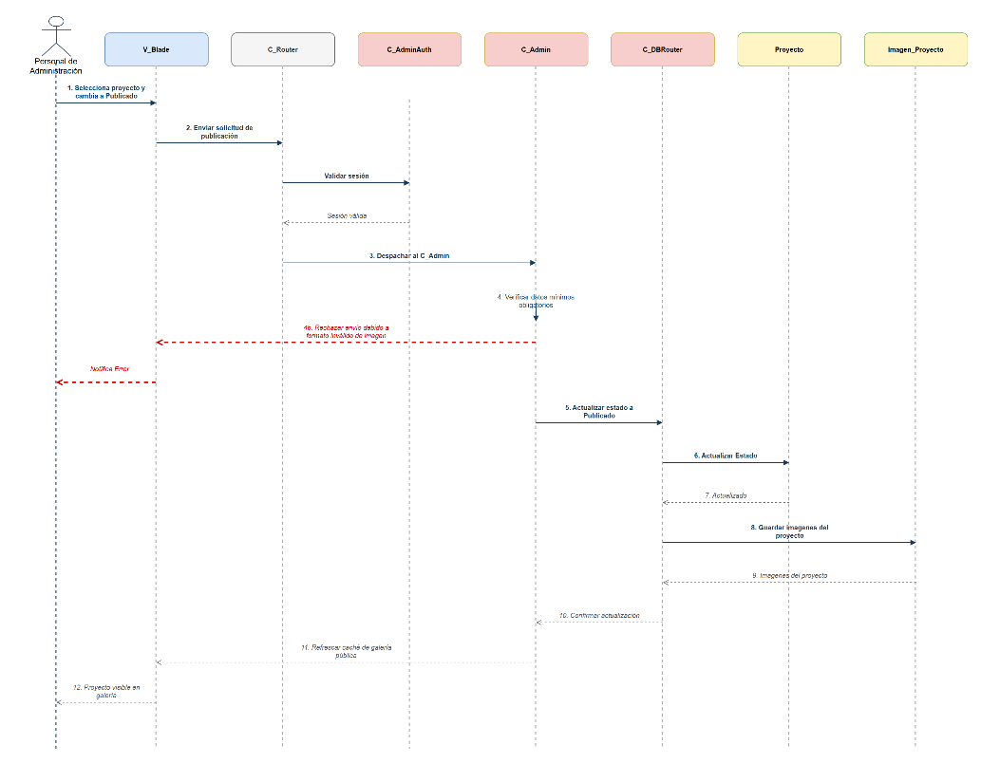 Personal de
Administración
V_Blade
C_Router
C_AdminAuth
C_Admin
C_DBRouter
Proyecto
Imagen_Proyecto
1. Selecciona proyecto y
cambia a Publicado
2. Enviar solicitud de
publicación
Validar sesión
Sesión válida
3. Despachar al C_Admin
4. Verificar datos mínimos
obligatorios
4b. Rechazar envío debido a
formato inválido de imagen
Notifica Error
5. Actualizar estado a
Publicado
6. Actualizar Estado
7. Actualizado
8. Guardar imagenes del
proyecto
9. Imagenes del proyecto
10. Confirmar actualización
11. Refrescar caché de galería
pública
12. Proyecto visible en
galería